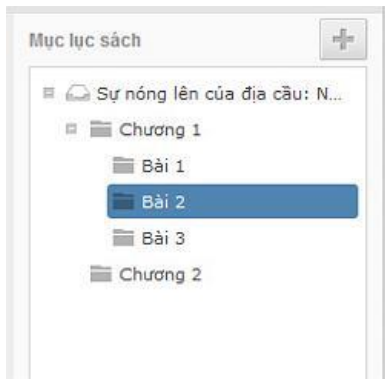 Mục lục sách
Sự nóng lên của địa cầu: N...
Chương 1
Bài 1
Bài 2
Bài 3
Chương 2